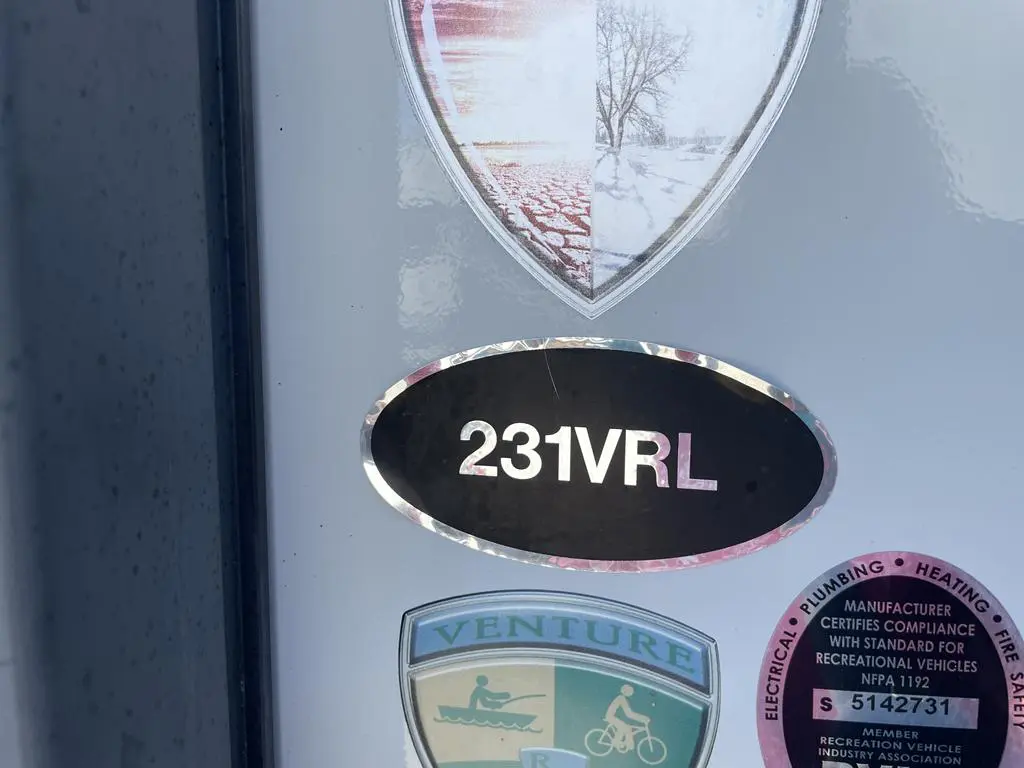 231VRL
VENTURE
R
ELECTRICAL • PLUMBING • HEATING • FIRE SAFETY
MANUFACTURER
CERTIFIES COMPLIANCE
WITH STANDARD FOR
RECREATIONAL VEHICLES
NFPA 1192
S 5142731
MEMBER
RECREATION VEHICLE
INDUSTRY ASSOCIATION